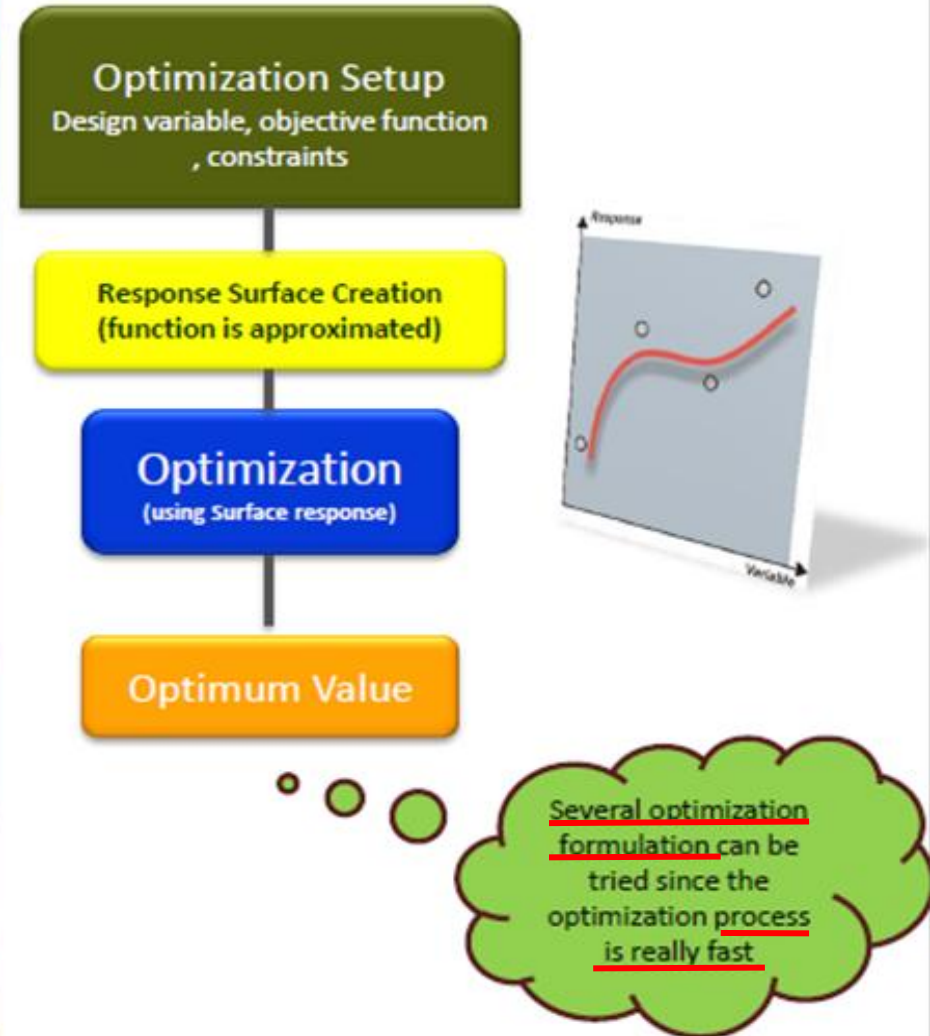 Optimization Setup
Design variable, objective function
, constraints
Response Surface Creation
(function is approximated)
Response
Optimization
(using Surface response)
Variable
Optimum Value
Several optimization
formulation can be
tried since the
optimization process
is really fast